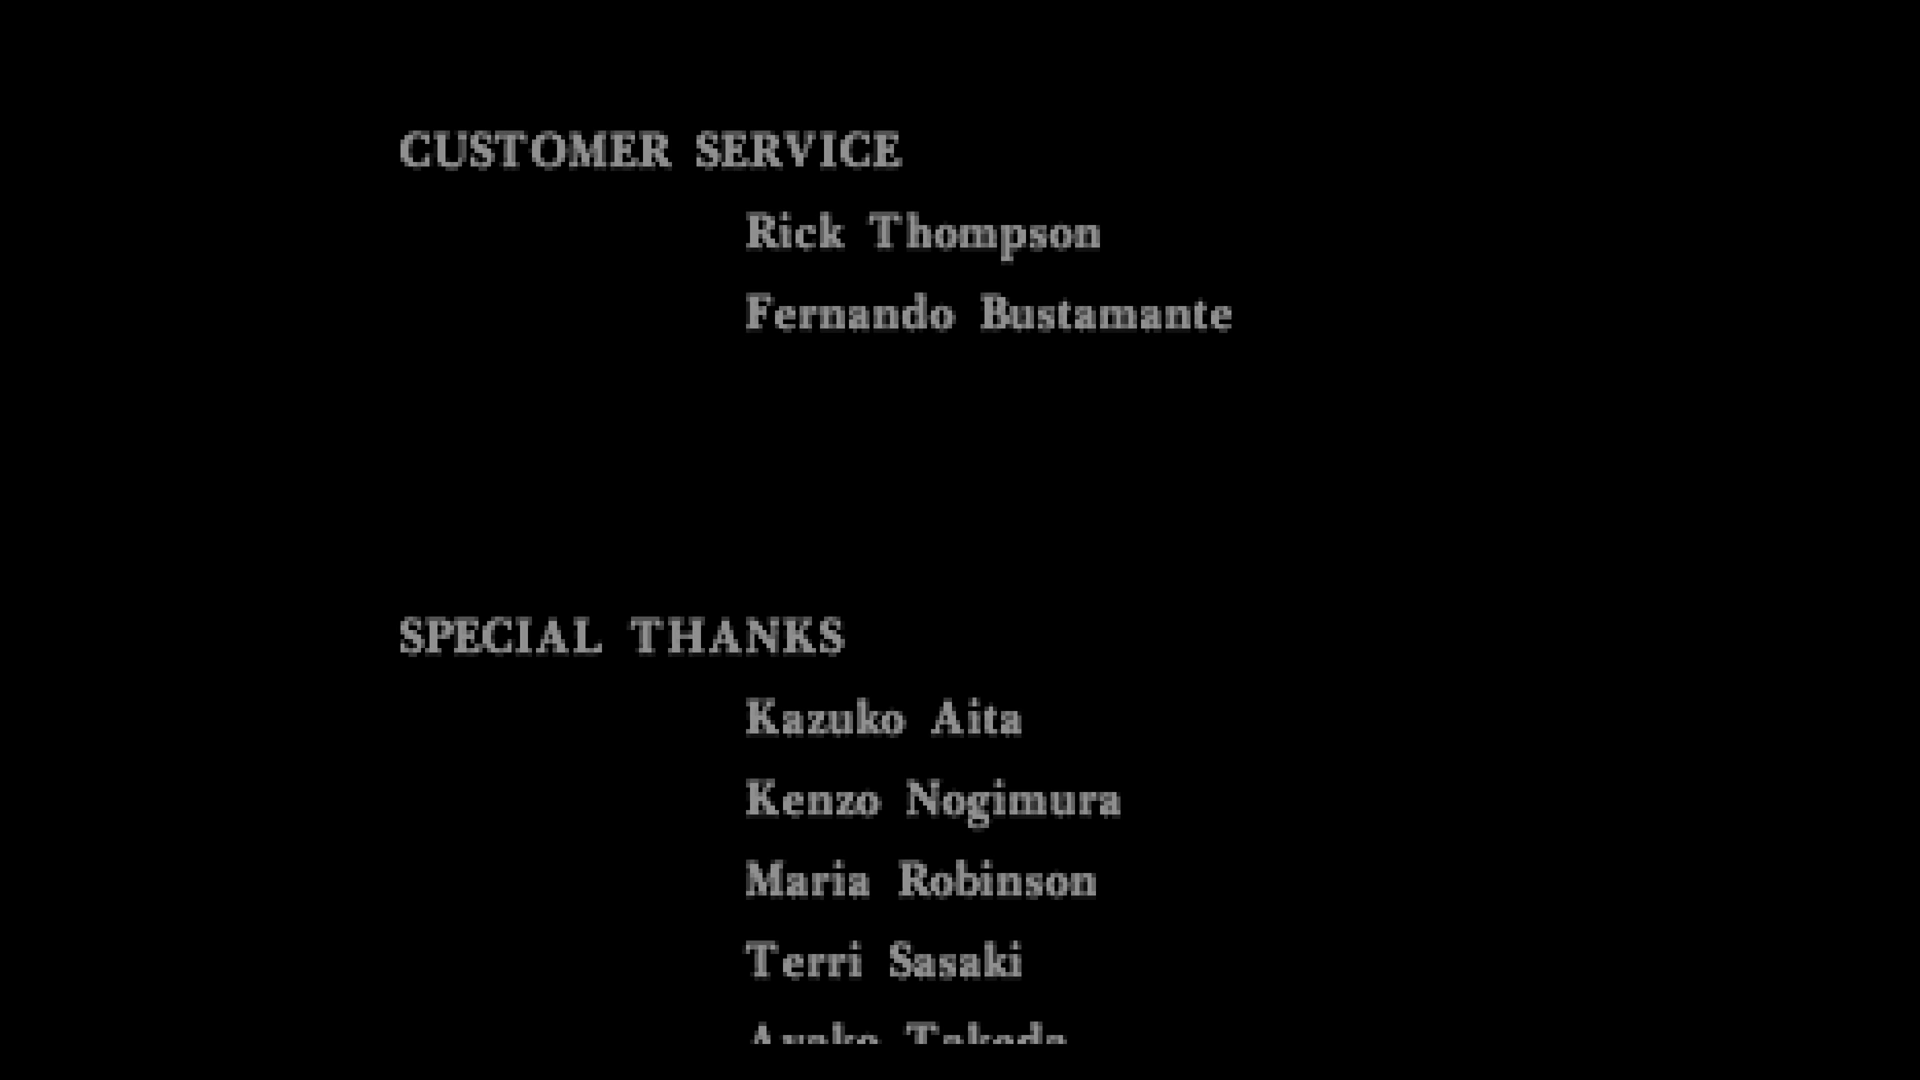 CUSTOMER SERVICE
Rick Thompson
Fernando Bustamante
SPECIAL THANKS
Kazuko Aita
Kenzo Nogimura
Maria Robinson
Terri Sasaki